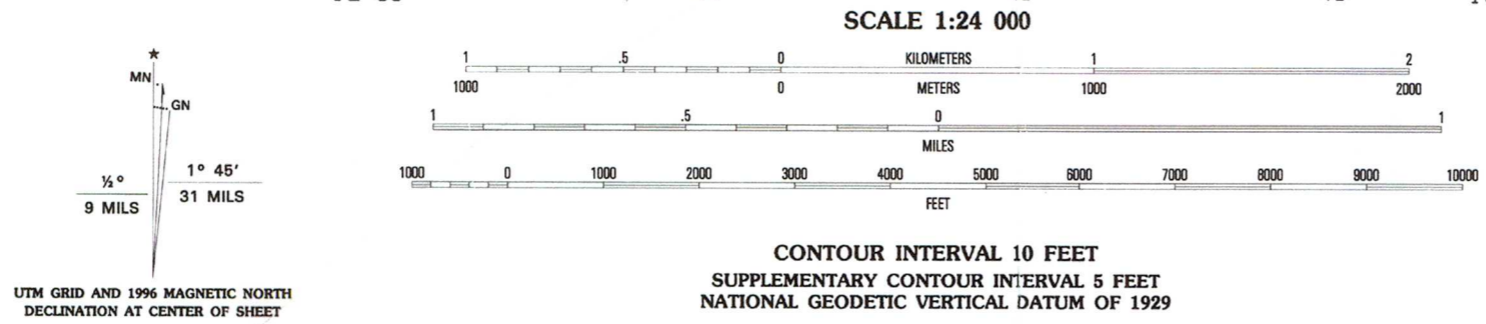 SCALE 1:24 000
1 .5 0 KILOMETERS 1 2
1000 0 METERS 1000 2000
1 .5 0 1
MILES
1000 0 1000 2000 3000 4000 5000 6000 7000 8000 9000 10000
FEET
★
MN
GN
½° 1° 45′
9 MILS 31 MILS
UTM GRID AND 1996 MAGNETIC NORTH
DECLINATION AT CENTER OF SHEET
CONTOUR INTERVAL 10 FEET
SUPPLEMENTARY CONTOUR INTERVAL 5 FEET
NATIONAL GEODETIC VERTICAL DATUM OF 1929